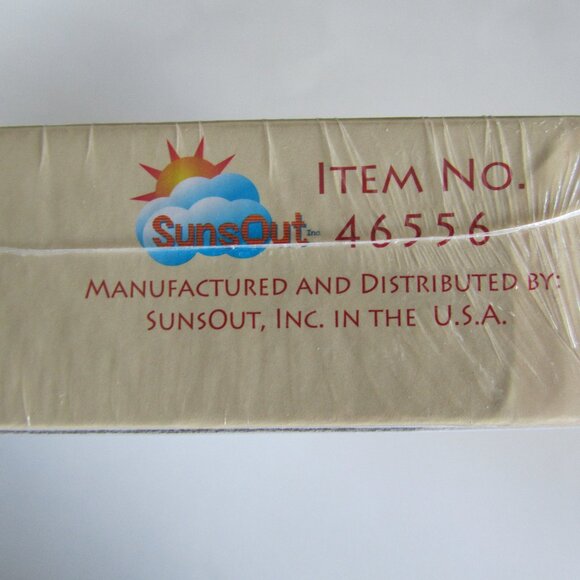 ITEM NO.
SunsOut Inc.
46556
MANUFACTURED AND DISTRIBUTED BY:
SUNSOUT, INC. IN THE U.S.A.